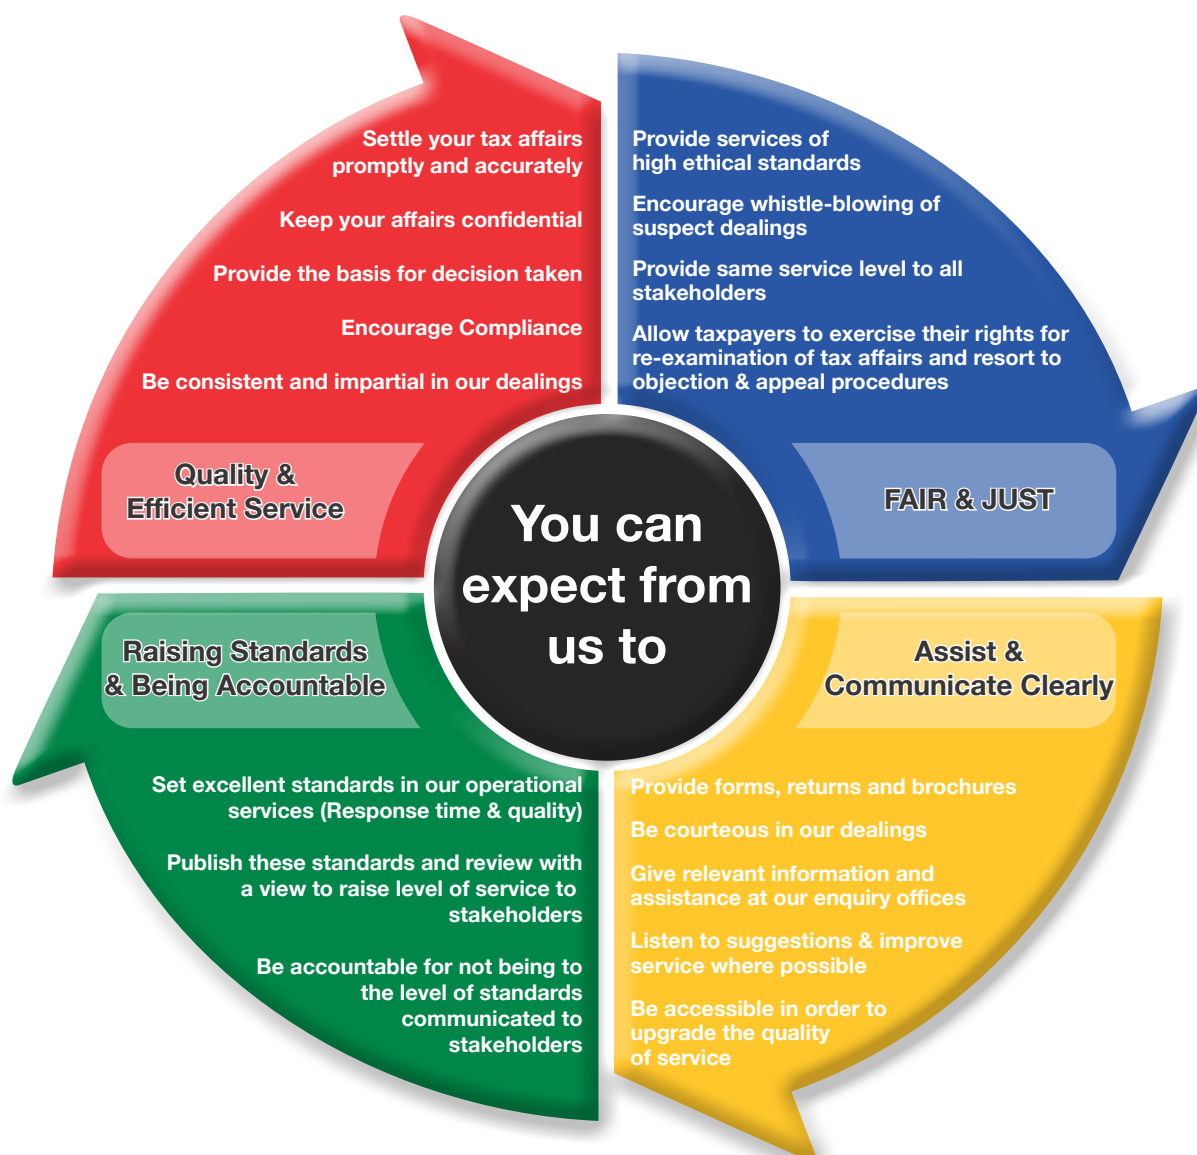 Settle your tax affairs
promptly and accurately
Keep your affairs confidential
Provide the basis for decision taken
Encourage Compliance
Be consistent and impartial in our dealings
Quality &
Efficient Service
Provide services of
high ethical standards
Encourage whistle-blowing of
suspect dealings
Provide same service level to all
stakeholders
Allow taxpayers to exercise their rights for
re-examination of tax affairs and resort to
objection & appeal procedures
FAIR & JUST
You can
expect from
us to
Raising Standards
& Being Accountable
Set excellent standards in our operational
services (Response time & quality)
Publish these standards and review with
a view to raise level of service to
stakeholders
Be accountable for not being to
the level of standards
communicated to
stakeholders
Assist &
Communicate Clearly
Provide forms, returns and brochures
Be courteous in our dealings
Give relevant information and
assistance at our enquiry offices
Listen to suggestions & improve
service where possible
Be accessible in order to
upgrade the quality
of service